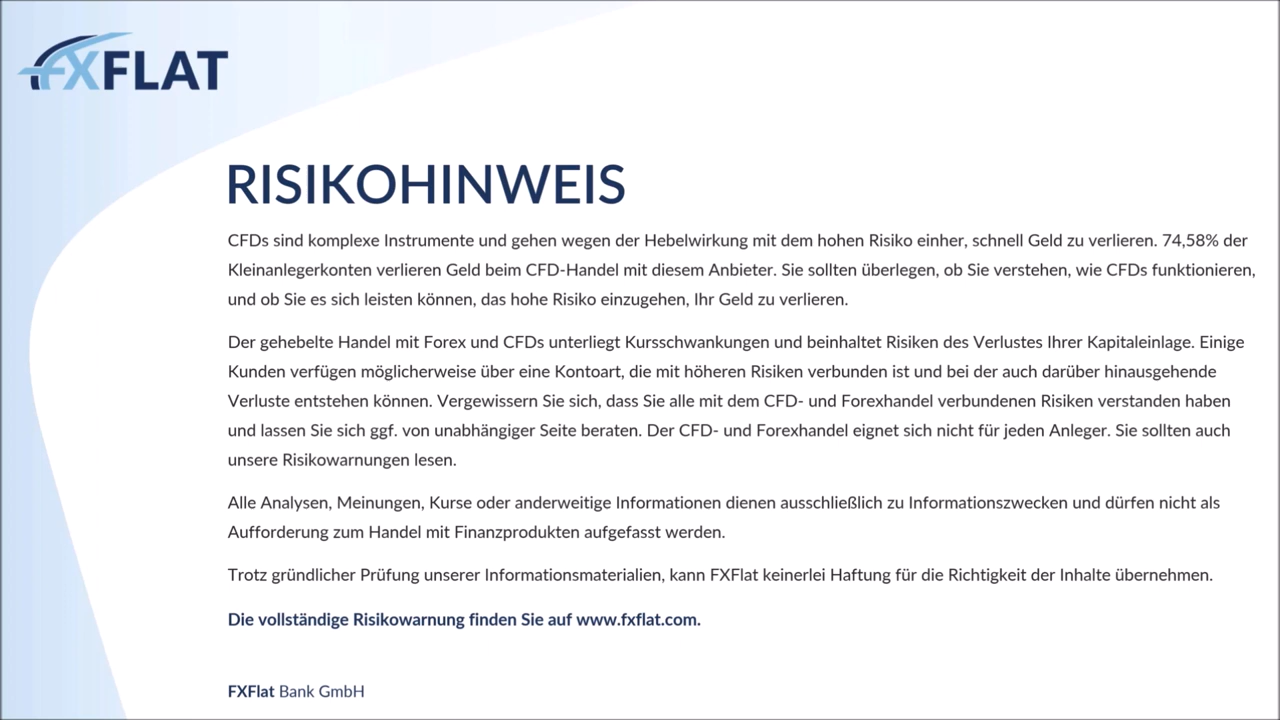 FXFLAT
RISIKOHINWEIS
CFDs sind komplexe Instrumente und gehen wegen der Hebelwirkung mit dem hohen Risiko einher, schnell Geld zu verlieren. 74,58% der
Kleinanlegerkonten verlieren Geld beim CFD-Handel mit diesem Anbieter. Sie sollten überlegen, ob Sie verstehen, wie CFDs funktionieren,
und ob Sie es sich leisten können, das hohe Risiko einzugehen, Ihr Geld zu verlieren.
Der gehebelte Handel mit Forex und CFDs unterliegt Kursschwankungen und beinhaltet Risiken des Verlustes Ihrer Kapitaleinlage. Einige
Kunden verfügen möglicherweise über eine Kontoart, die mit höheren Risiken verbunden ist und bei der auch darüber hinausgehende
Verluste entstehen können. Vergewissern Sie sich, dass Sie alle mit dem CFD- und Forexhandel verbundenen Risiken verstanden haben
und lassen Sie sich ggf. von unabhängiger Seite beraten. Der CFD- und Forexhandel eignet sich nicht für jeden Anleger. Sie sollten auch
unsere Risikowarnungen lesen.
Alle Analysen, Meinungen, Kurse oder anderweitige Informationen dienen ausschließlich zu Informationszwecken und dürfen nicht als
Aufforderung zum Handel mit Finanzprodukten aufgefasst werden.
Trotz gründlicher Prüfung unserer Informationsmaterialien, kann FXFlat keinerlei Haftung für die Richtigkeit der Inhalte übernehmen.
Die vollständige Risikowarnung finden Sie auf www.fxflat.com.
FXFlat Bank GmbH